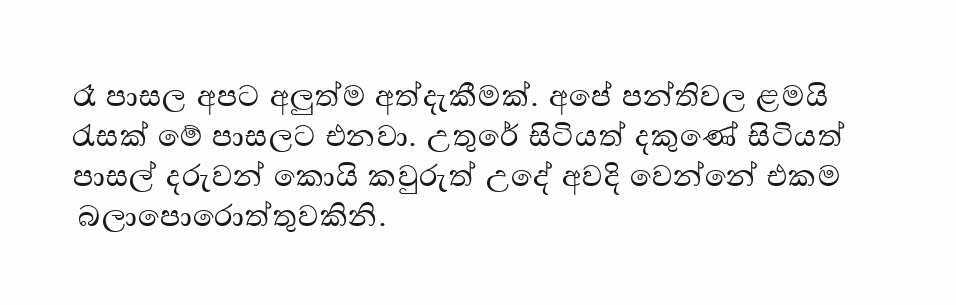 රෑ පාසල අපට අලුත්ම අත්දැකීමක්. අපේ පන්තිවල ළමයි
රැසක් මේ පාසලට එනවා. උතුරේ සිටියත් දකුණේ සිටියත්
පාසල් දරුවන් කොයි කවුරුත් උදේ අවදි වෙන්නේ එකම
බලාපොරොත්තුවකිනි.